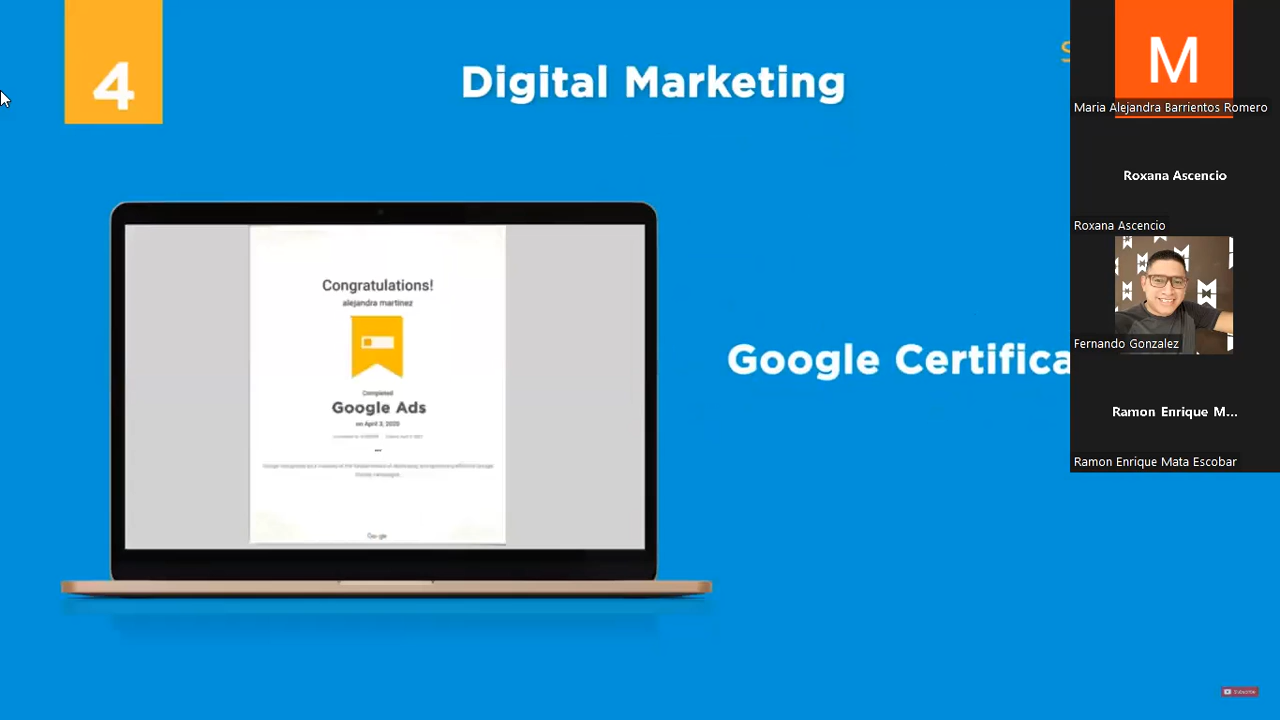 4
Digital Marketing
Congratulations!
alejandra martinez
Completed
Google Ads
on April 3, 2020
Google
Google Certifica
M
Maria Alejandra Barrientos Romero
Roxana Ascencio
Roxana Ascencio
Fernando Gonzalez
Ramon Enrique M...
Ramon Enrique Mata Escobar
Subscribe